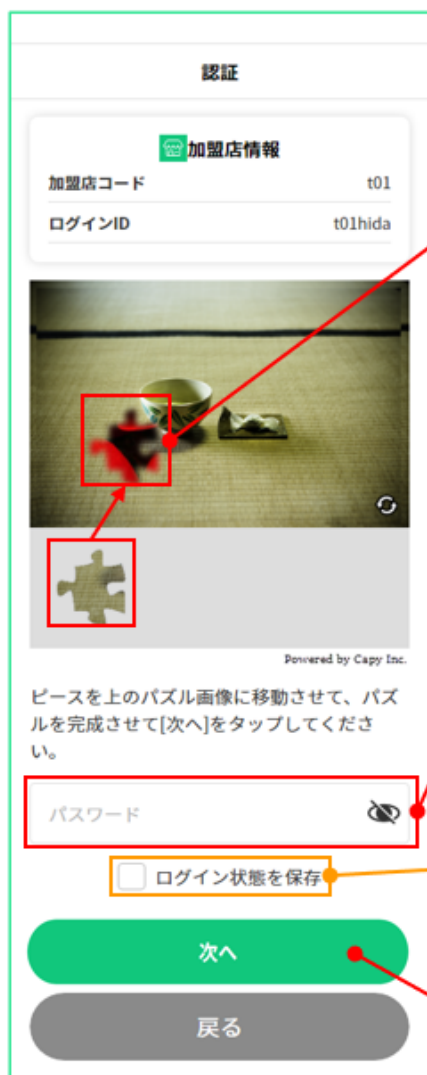 認証
加盟店情報
加盟店コード t01
ログインID t01hida
Powered by Capy Inc.
ピースを上のパズル画像に移動させて、パズ
ルを完成させて[次へ]をタップしてくださ
い。
パスワード
ログイン状態を保存
次へ
戻る